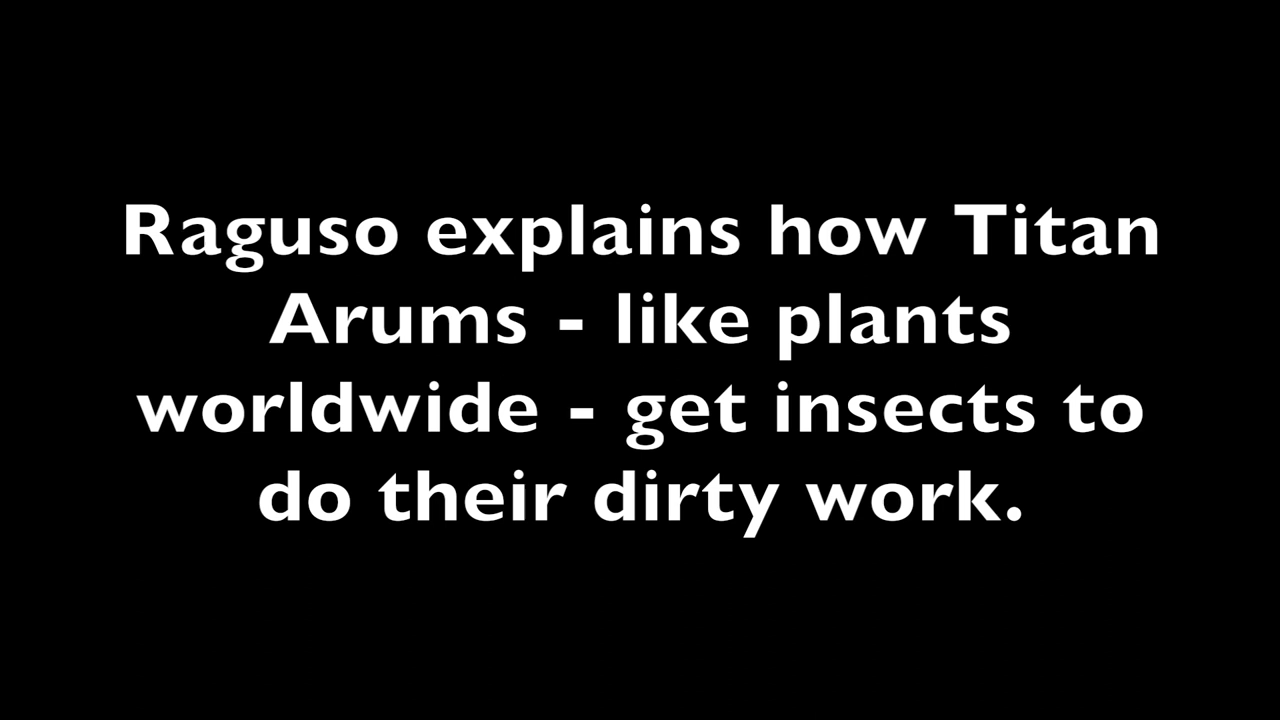 Raguso explains how Titan
Arums - like plants
worldwide - get insects to
do their dirty work.